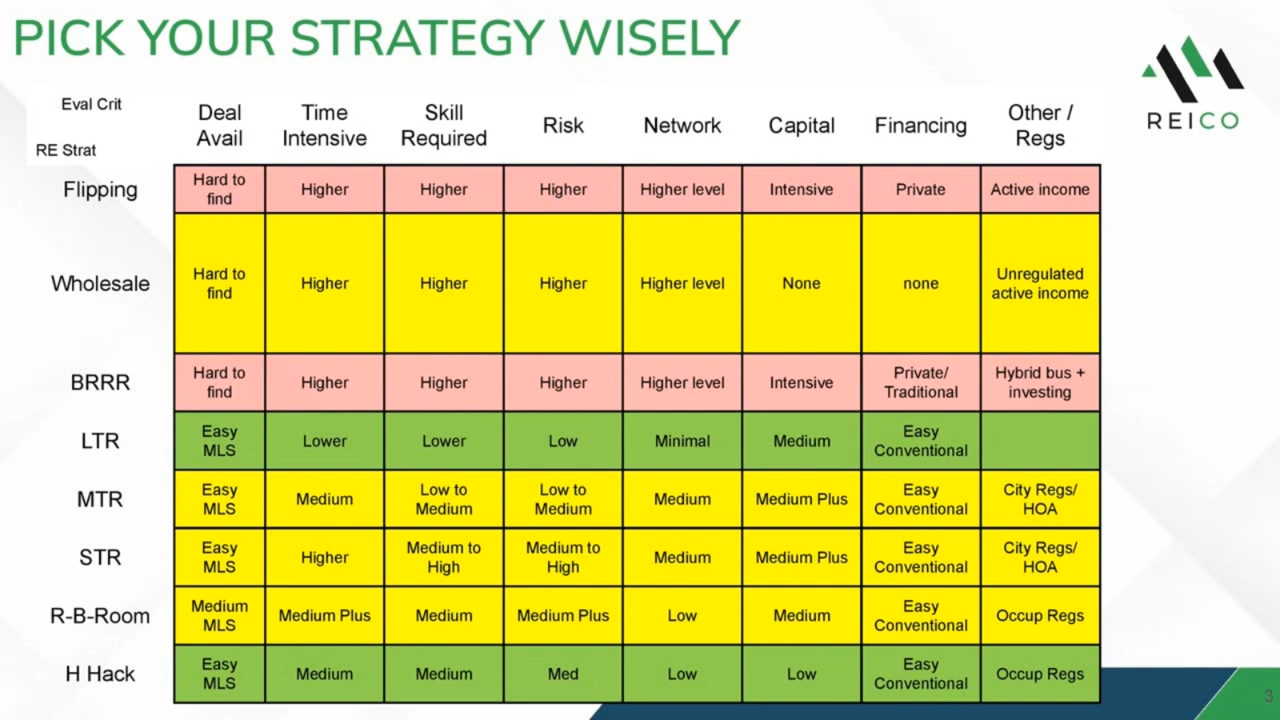 PICK YOUR STRATEGY WISELY
REICO
Eval Crit
RE Strat
Deal Avail
Time Intensive
Skill Required
Risk
Network
Capital
Financing
Other / Regs
Flipping
Hard to find
Higher
Higher
Higher
Higher level
Intensive
Private
Active income
Wholesale
Hard to find
Higher
Higher
Higher
Higher level
None
none
Unregulated active income
BRRR
Hard to find
Higher
Higher
Higher
Higher level
Intensive
Private/ Traditional
Hybrid bus + investing
LTR
Easy MLS
Lower
Lower
Low
Minimal
Medium
Easy Conventional
MTR
Easy MLS
Medium
Low to Medium
Low to Medium
Medium
Medium Plus
Easy Conventional
City Regs/ HOA
STR
Easy MLS
Higher
Medium to High
Medium to High
Medium
Medium Plus
Easy Conventional
City Regs/ HOA
R-B-Room
Medium MLS
Medium Plus
Medium
Medium Plus
Low
Medium
Easy Conventional
Occup Regs
H Hack
Easy MLS
Medium
Medium
Med
Low
Low
Easy Conventional
Occup Regs
3